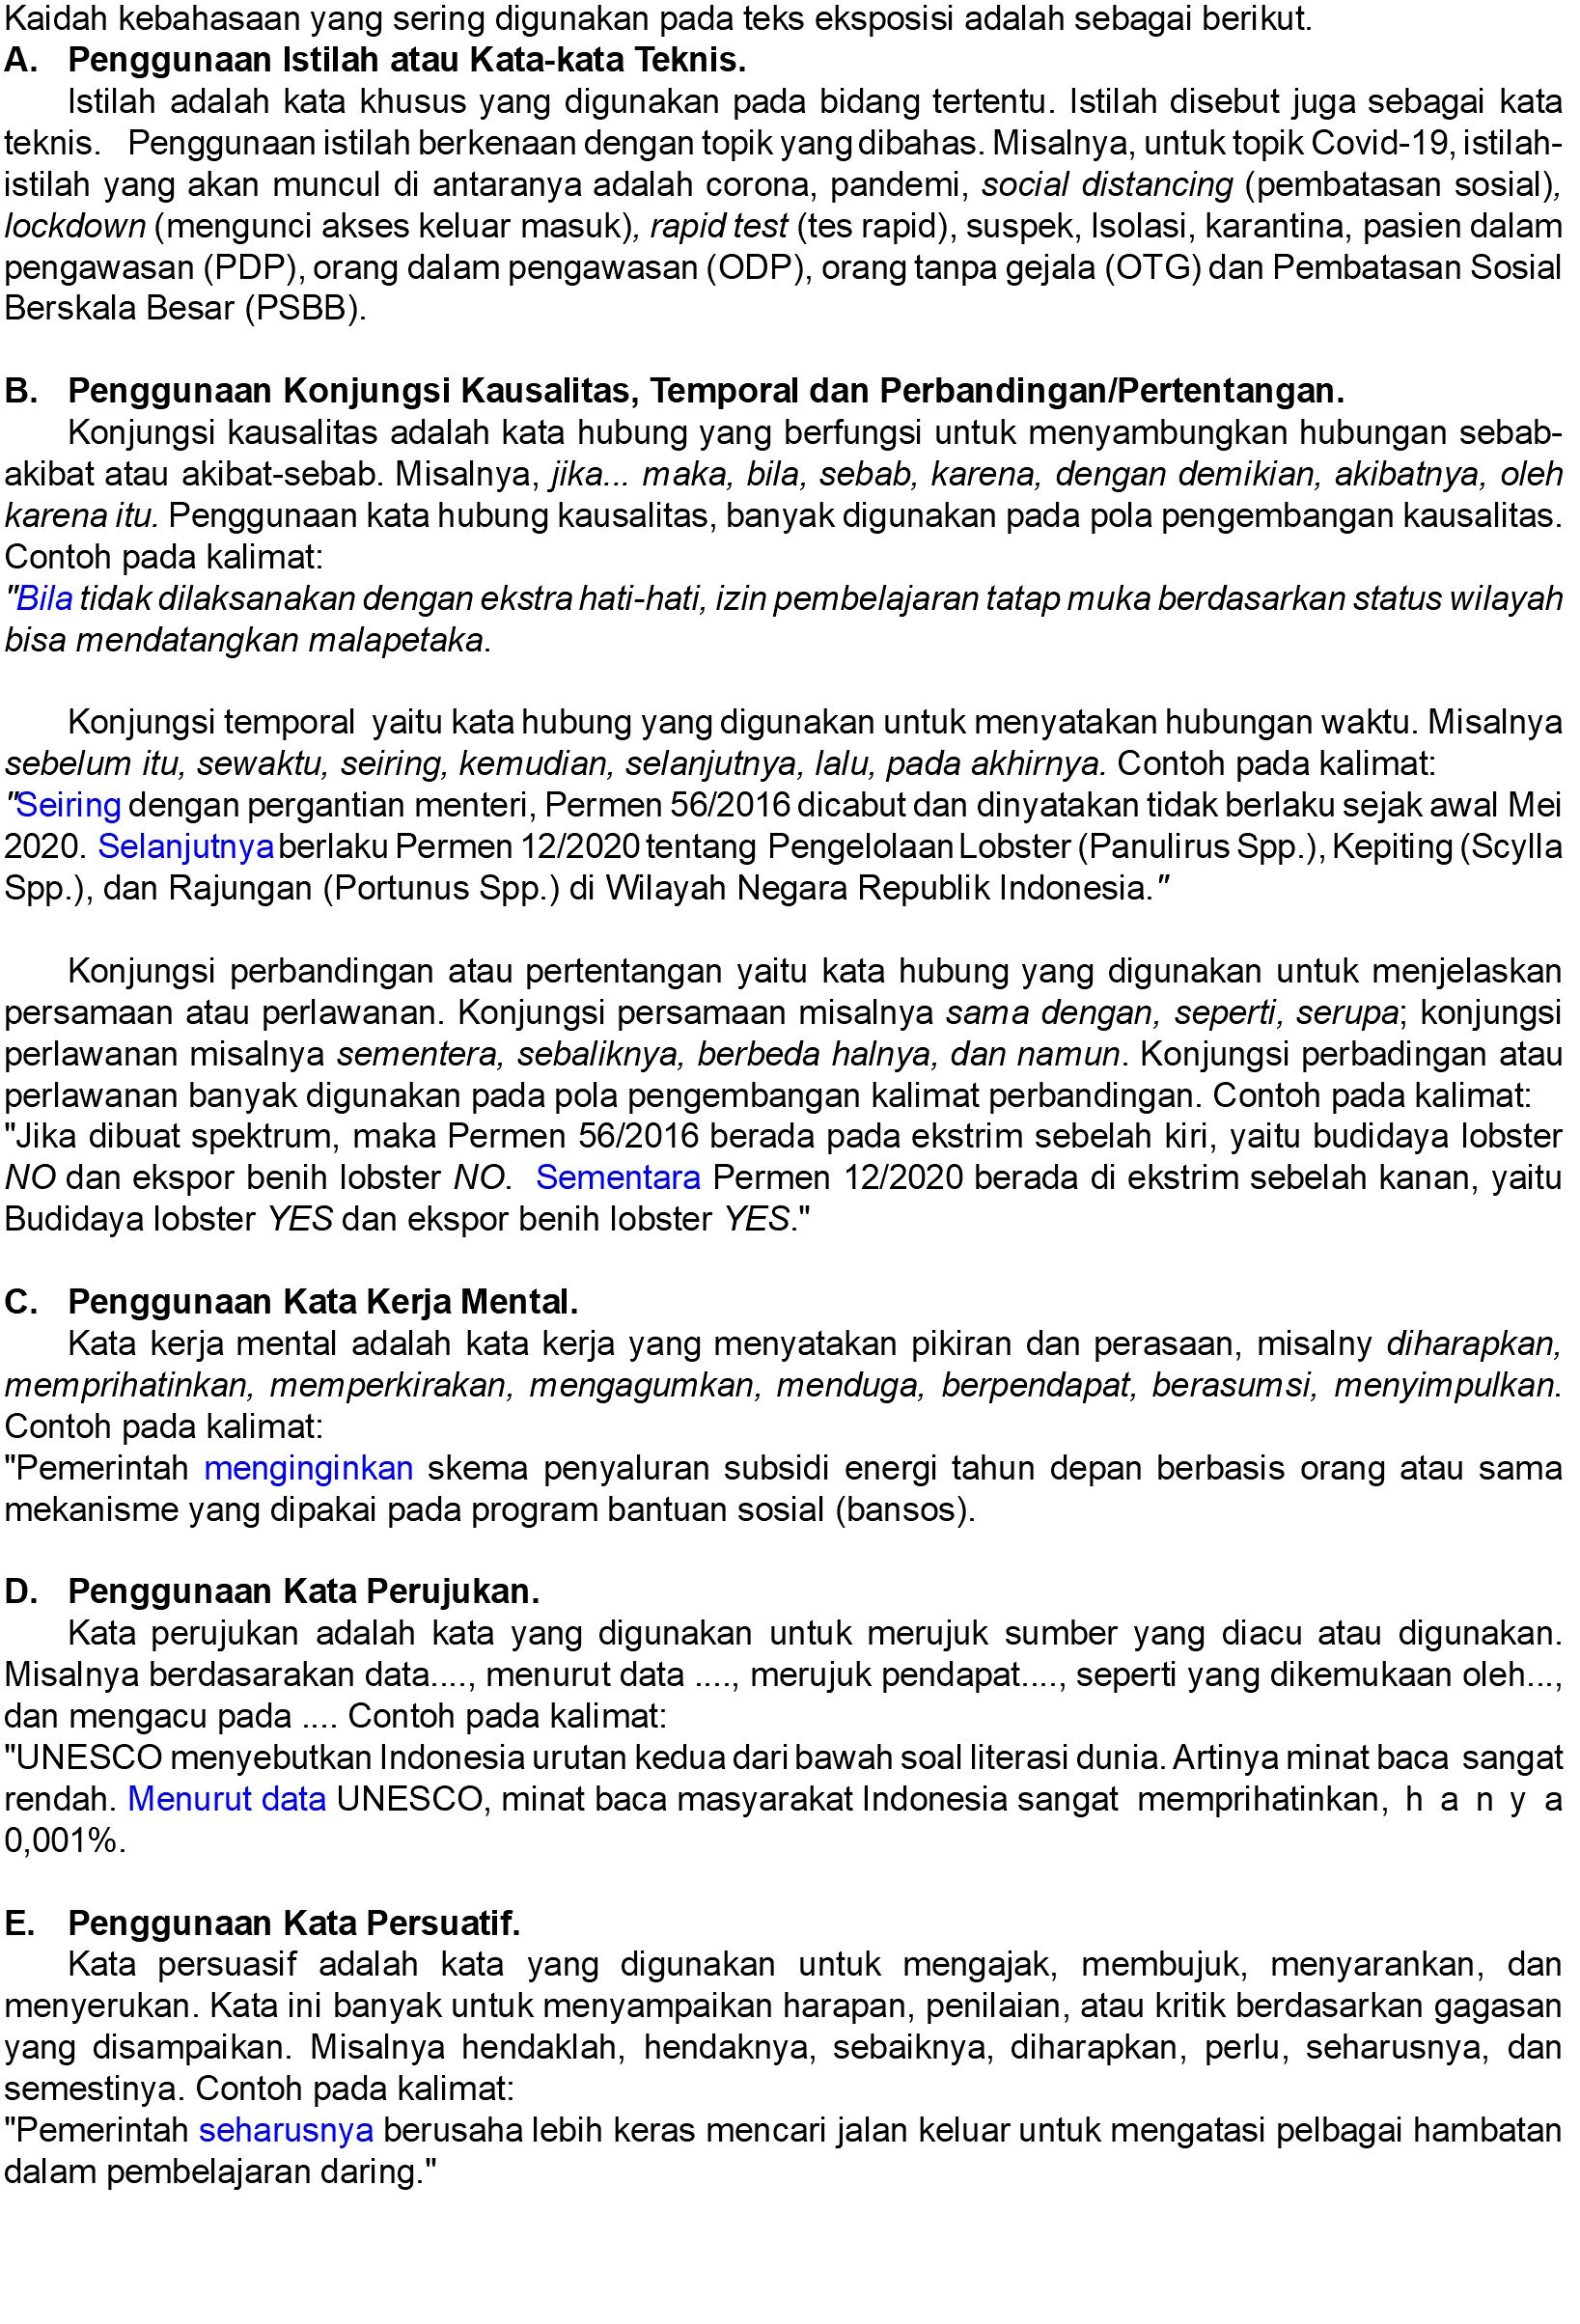 Kaidah kebahasaan yang sering digunakan pada teks eksposisi adalah sebagai berikut.
A. Penggunaan Istilah atau Kata-kata Teknis.
Istilah adalah kata khusus yang digunakan pada bidang tertentu. Istilah disebut juga sebagai kata
teknis. Penggunaan istilah berkenaan dengan topik yang dibahas. Misalnya, untuk topik Covid-19, istilah-
istilah yang akan muncul di antaranya adalah corona, pandemi, social distancing (pembatasan sosial),
lockdown (mengunci akses keluar masuk), rapid test (tes rapid), suspek, Isolasi, karantina, pasien dalam
pengawasan (PDP), orang dalam pengawasan (ODP), orang tanpa gejala (OTG) dan Pembatasan Sosial
Berskala Besar (PSBB).
B. Penggunaan Konjungsi Kausalitas, Temporal dan Perbandingan/Pertentangan.
Konjungsi kausalitas adalah kata hubung yang berfungsi untuk menyambungkan hubungan sebab-
akibat atau akibat-sebab. Misalnya, jika... maka, bila, sebab, karena, dengan demikian, akibatnya, oleh
karena itu. Penggunaan kata hubung kausalitas, banyak digunakan pada pola pengembangan kausalitas.
Contoh pada kalimat:
"Bila tidak dilaksanakan dengan ekstra hati-hati, izin pembelajaran tatap muka berdasarkan status wilayah
bisa mendatangkan malapetaka.
Konjungsi temporal yaitu kata hubung yang digunakan untuk menyatakan hubungan waktu. Misalnya
sebelum itu, sewaktu, seiring, kemudian, selanjutnya, lalu, pada akhirnya. Contoh pada kalimat:
"Seiring dengan pergantian menteri, Permen 56/2016 dicabut dan dinyatakan tidak berlaku sejak awal Mei
2020. Selanjutnya berlaku Permen 12/2020 tentang Pengelolaan Lobster (Panulirus Spp.), Kepiting (Scylla
Spp.), dan Rajungan (Portunus Spp.) di Wilayah Negara Republik Indonesia."
Konjungsi perbandingan atau pertentangan yaitu kata hubung yang digunakan untuk menjelaskan
persamaan atau perlawanan. Konjungsi persamaan misalnya sama dengan, seperti, serupa; konjungsi
perlawanan misalnya sementera, sebaliknya, berbeda halnya, dan namun. Konjungsi perbadingan atau
perlawanan banyak digunakan pada pola pengembangan kalimat perbandingan. Contoh pada kalimat:
"Jika dibuat spektrum, maka Permen 56/2016 berada pada ekstrim sebelah kiri, yaitu budidaya lobster
NO dan ekspor benih lobster NO. Sementara Permen 12/2020 berada di ekstrim sebelah kanan, yaitu
Budidaya lobster YES dan ekspor benih lobster YES."
C. Penggunaan Kata Kerja Mental.
Kata kerja mental adalah kata kerja yang menyatakan pikiran dan perasaan, misalny diharapkan,
memprihatinkan, memperkirakan, mengagumkan, menduga, berpendapat, berasumsi, menyimpulkan.
Contoh pada kalimat:
"Pemerintah menginginkan skema penyaluran subsidi energi tahun depan berbasis orang atau sama
mekanisme yang dipakai pada program bantuan sosial (bansos).
D. Penggunaan Kata Perujukan.
Kata perujukan adalah kata yang digunakan untuk merujuk sumber yang diacu atau digunakan.
Misalnya berdasarakan data...., menurut data ...., merujuk pendapat...., seperti yang dikemukaan oleh...,
dan mengacu pada .... Contoh pada kalimat:
"UNESCO menyebutkan Indonesia urutan kedua dari bawah soal literasi dunia. Artinya minat baca sangat
rendah. Menurut data UNESCO, minat baca masyarakat Indonesia sangat memprihatinkan, h a n y a
0,001%.
E. Penggunaan Kata Persuatif.
Kata persuasif adalah kata yang digunakan untuk mengajak, membujuk, menyarankan, dan
menyerukan. Kata ini banyak untuk menyampaikan harapan, penilaian, atau kritik berdasarkan gagasan
yang disampaikan. Misalnya hendaklah, hendaknya, sebaiknya, diharapkan, perlu, seharusnya, dan
semestinya. Contoh pada kalimat:
"Pemerintah seharusnya berusaha lebih keras mencari jalan keluar untuk mengatasi pelbagai hambatan
dalam pembelajaran daring."